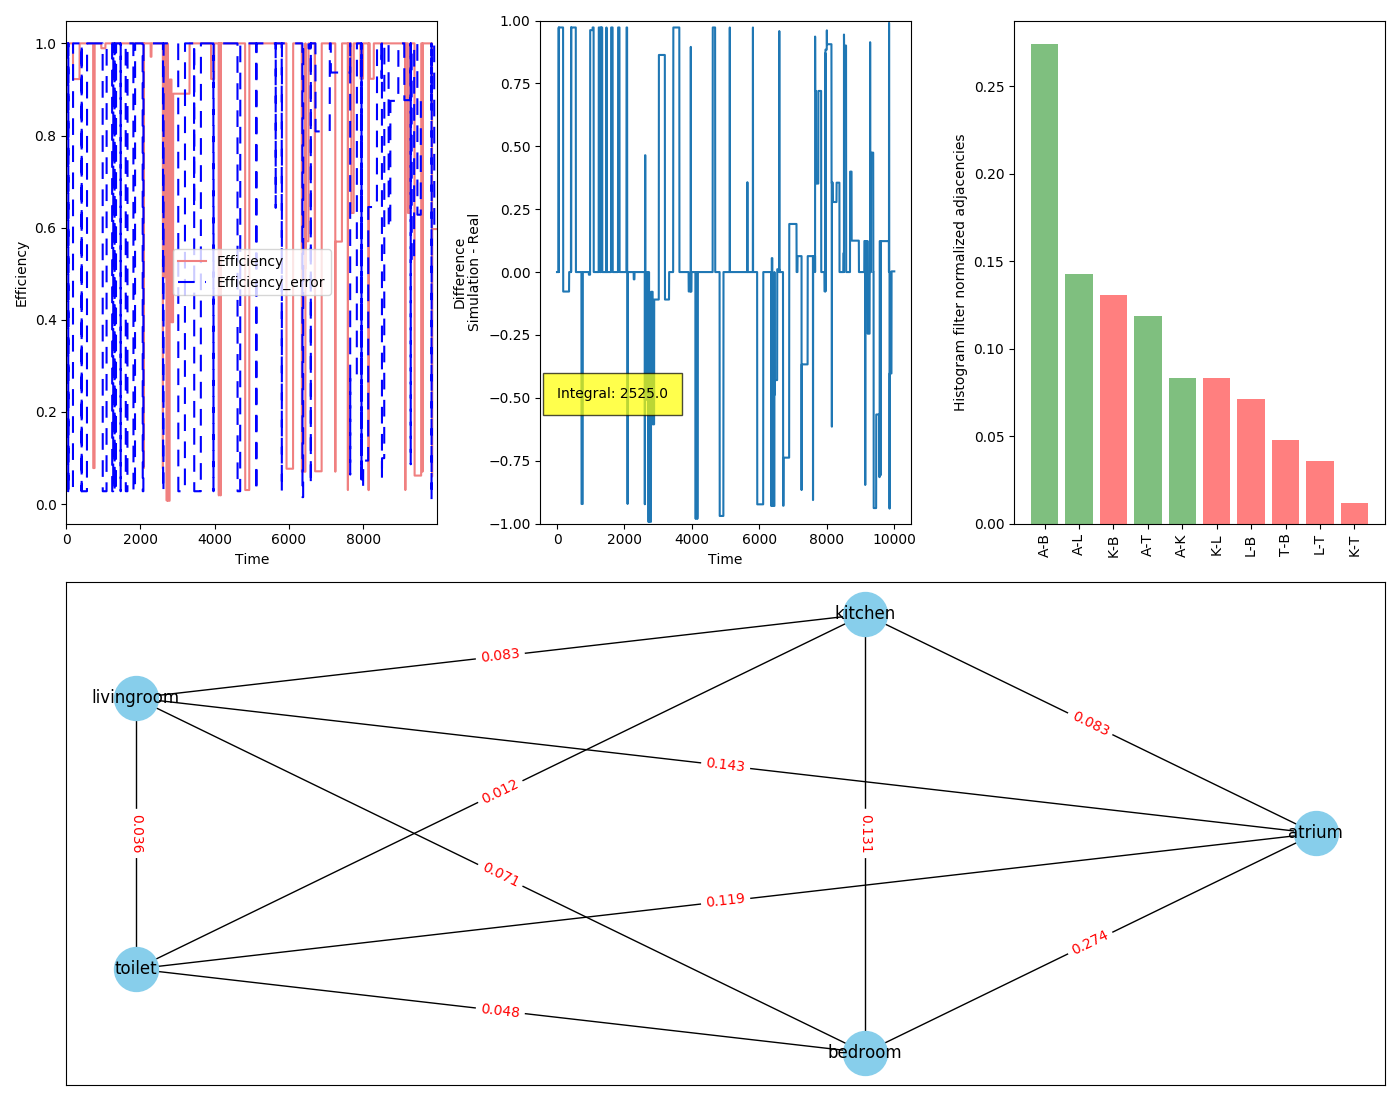 Efficiency
1.0
0.8
0.6
0.4
0.2
0.0
Efficiency
Efficiency_error
0
2000
4000
6000
8000
Time
Difference
Simulation - Real
1.00
0.75
0.50
0.25
0.00
−0.25
−0.50
−0.75
−1.00
Integral: 2525.0
0
2000
4000
6000
8000
10000
Time
Histogram filter normalized adjacencies
0.25
0.20
0.15
0.10
0.05
0.00
A-B
A-L
K-B
A-T
A-K
K-L
L-B
T-B
L-T
K-T
kitchen
0.083
livingroom
0.083
0.143
0.012
0.036
0.131
atrium
0.071
0.119
0.274
toilet
0.048
bedroom